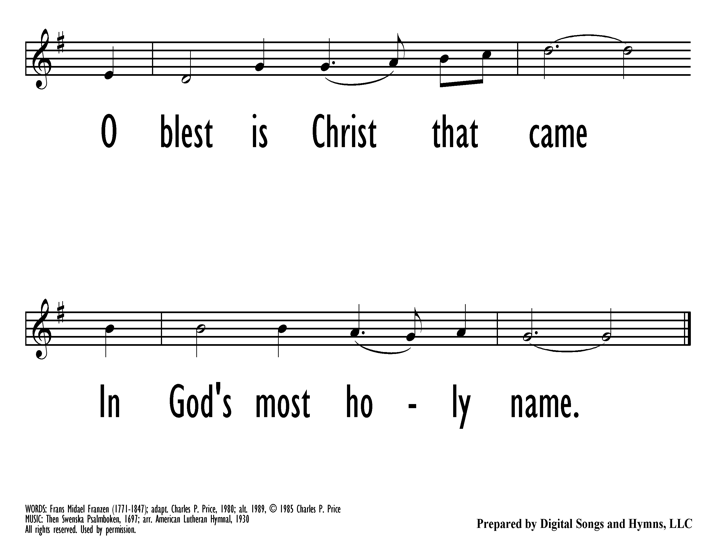 O blest is Christ that came
In God's most ho - ly name.
WORDS: Frans Midael Franzen (1771-1847); adapt. Charles P. Price, 1980; alt. 1989, © 1985 Charles P. Price
MUSIC: Then Swenska Psalmboken, 1697; arr. American Lutheran Hymnal, 1930
All rights reserved. Used by permission.
Prepared by Digital Songs and Hymns, LLC